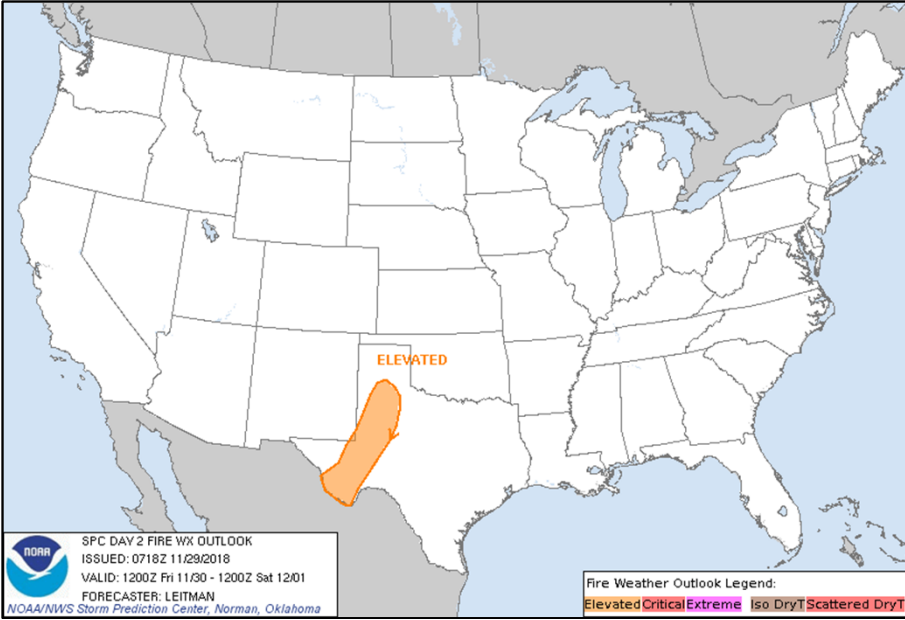 ELEVATED
NOAA
SPC DAY 2 FIRE WX OUTLOOK
ISSUED: 0718Z 11/29/2018
VALID: 1200Z Fri 11/30 - 1200Z Sat 12/01
FORECASTER: LEITMAN
NOAA/NWS Storm Prediction Center, Norman, Oklahoma
Fire Weather Outlook Legend:
Elevated Critical Extreme Iso DryT Scattered DryT